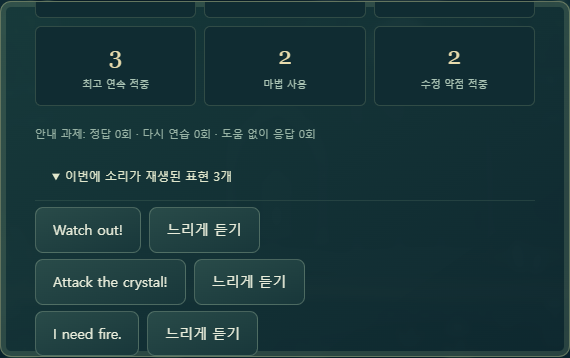 3 2 2
최고 연속 적중 마법 사용 수정 약점 적중
안내 과제: 정답 0회 · 다시 연습 0회 · 도움 없이 응답 0회
▼ 이번에 소리가 재생된 표현 3개
Watch out! 느리게 듣기
Attack the crystal! 느리게 듣기
I need fire. 느리게 듣기